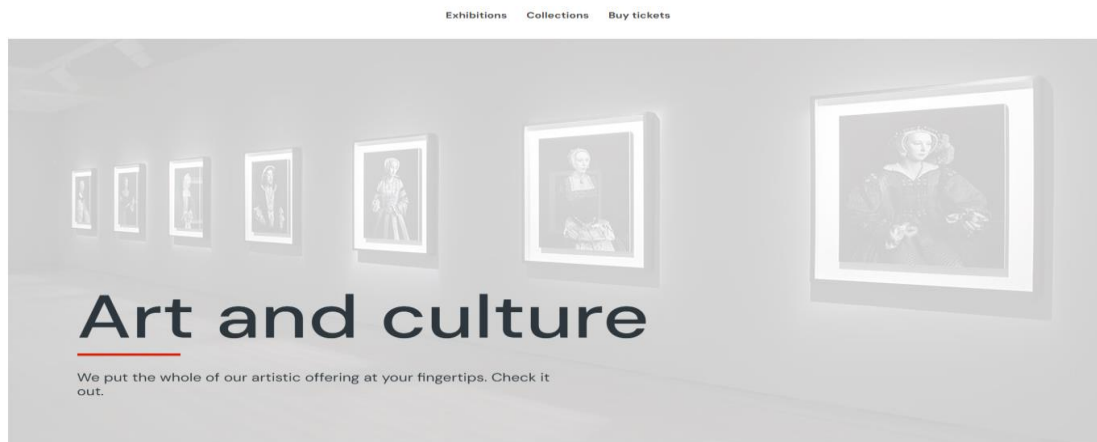 Exhibitions Collections Buy tickets
Art and culture
We put the whole of our artistic offering at your fingertips. Check it
out.